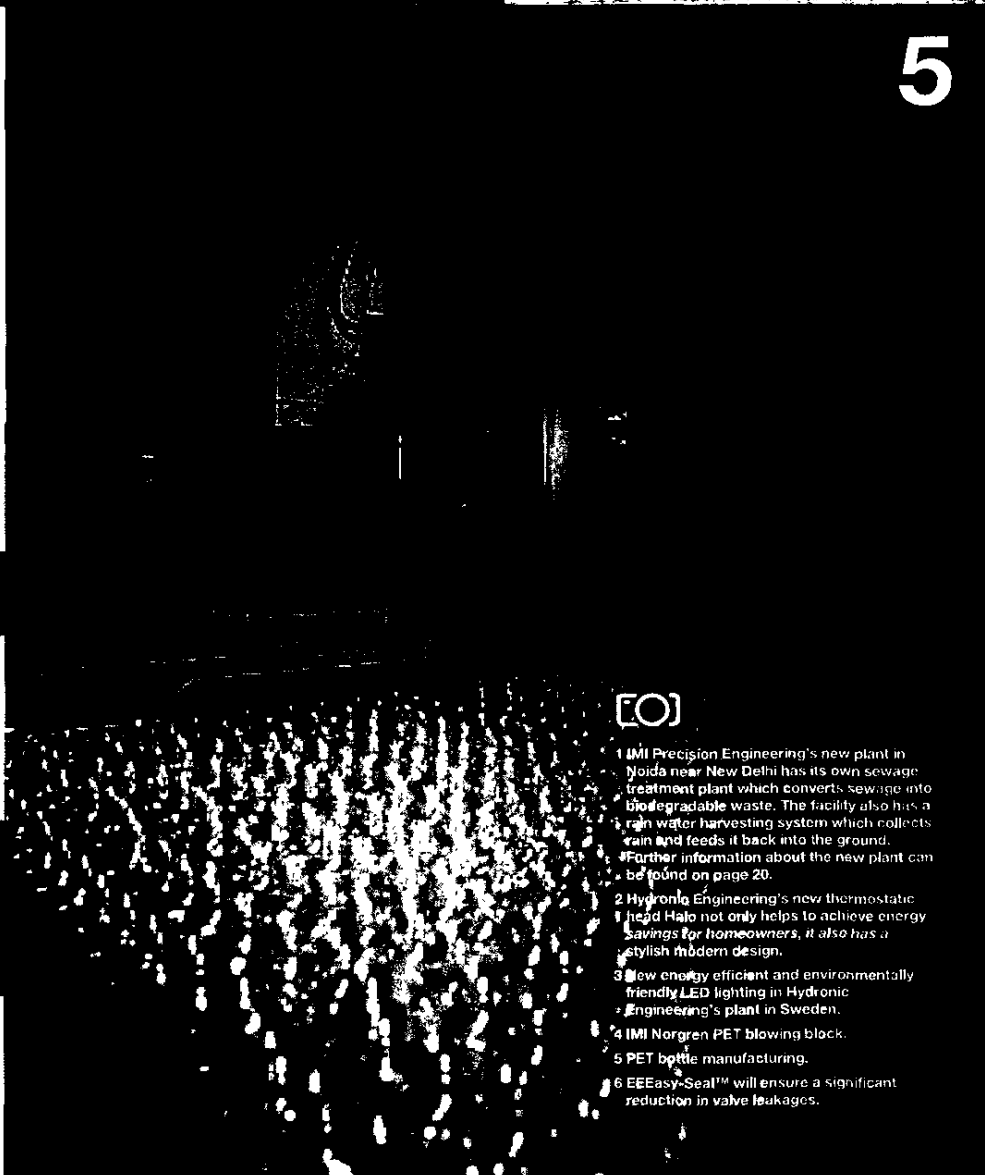 5
1 IMI Precision Engineering's new plant in
Noida near New Delhi has its own sewage
treatment plant which converts sewage into
biodegradable waste. The facility also has a
rain water harvesting system which collects
rain and feeds it back into the ground.
Further information about the new plant can
be found on page 20.
2 Hydronic Engineering's new thermostatic
head Halo not only helps to achieve energy
savings for homeowners, it also has a
stylish modern design.
3 New energy efficient and environmentally
friendly LED lighting in Hydronic
Engineering's plant in Sweden.
4 IMI Norgren PET blowing block.
5 PET bottle manufacturing.
6 EEEasy-Seal™ will ensure a significant
reduction in valve leakages.